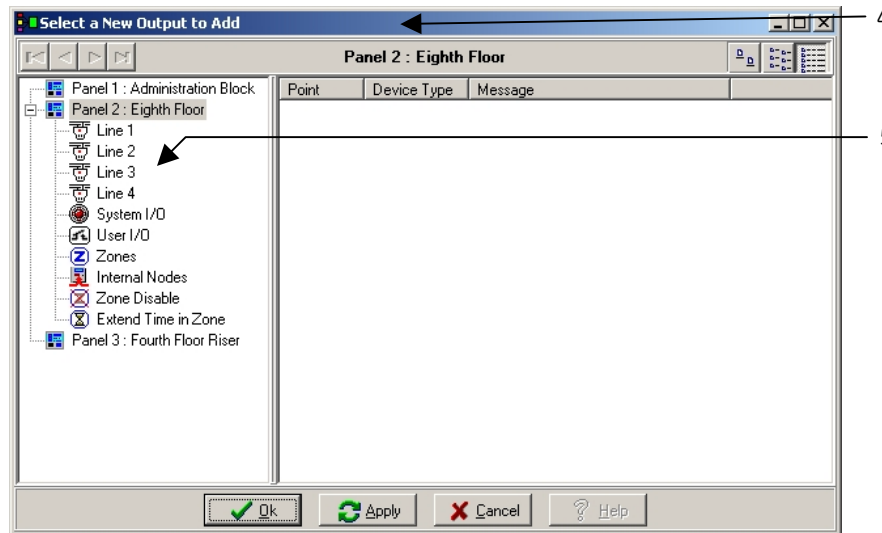 Select a New Output to Add
4
Panel 2 : Eighth Floor
Panel 1 : Administration Block
Panel 2 : Eighth Floor
Line 1
Line 2
Line 3
Line 4
System I/O
User I/O
Zones
Internal Nodes
Zone Disable
Extend Time in Zone
Panel 3 : Fourth Floor Riser
Point Device Type Message
Ok Apply Cancel Help